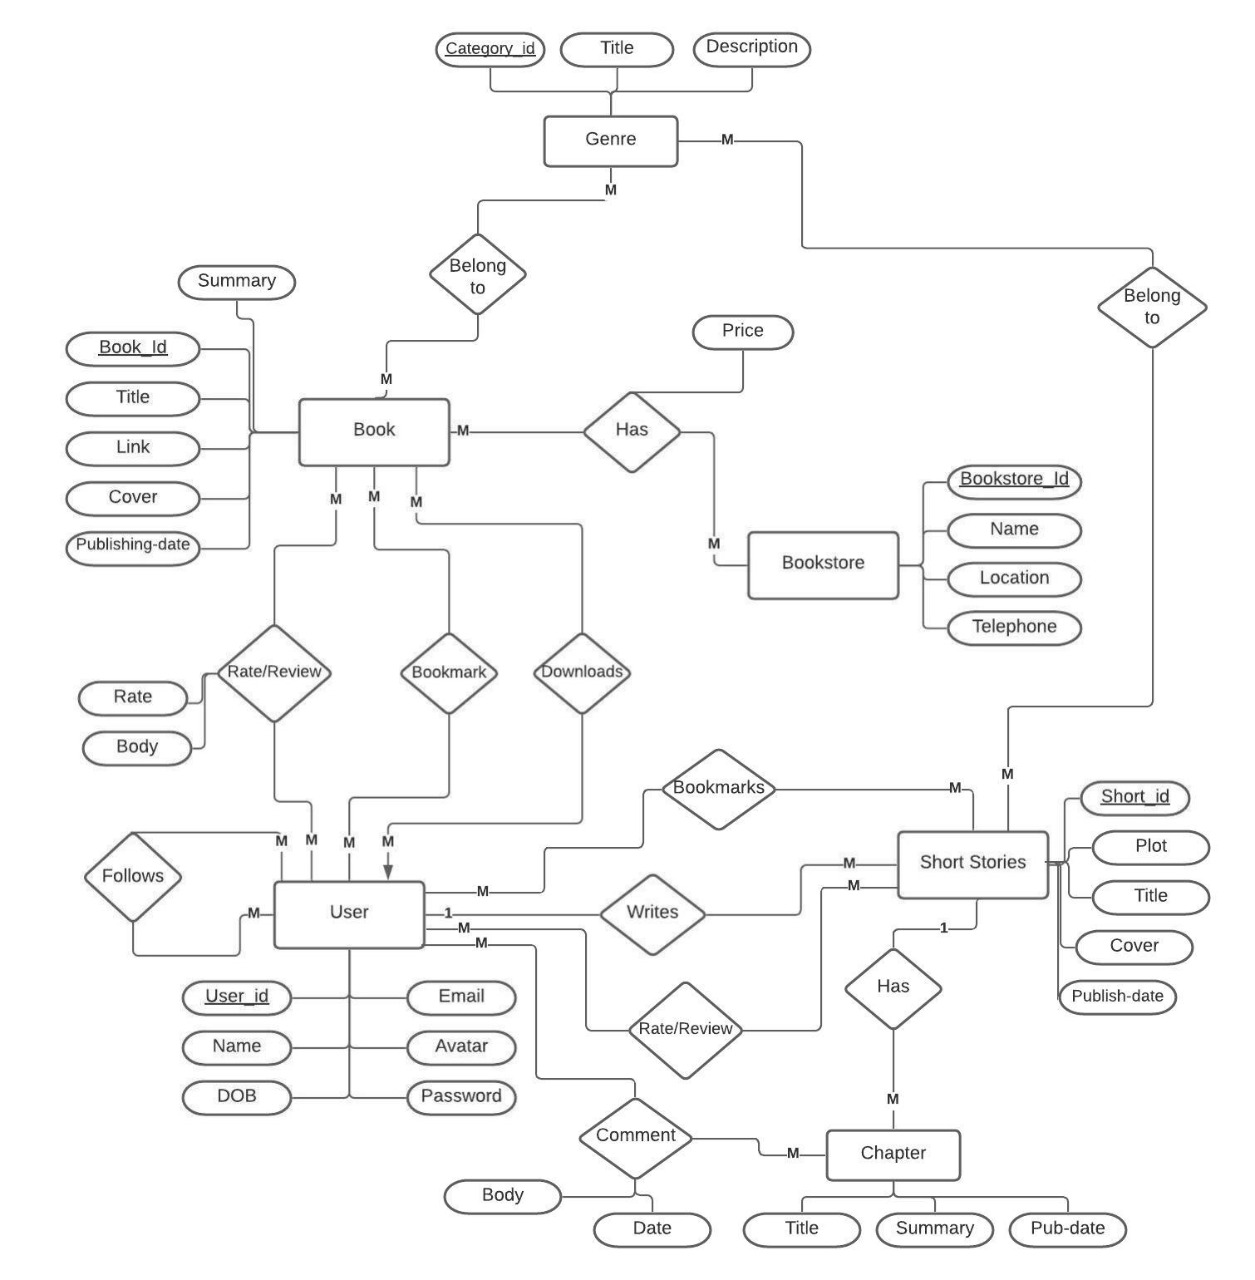 Category_id
Title
Description
Genre
M
M
Belong
to
Summary
Belong
to
Book_Id
Price
Title
M
Book
M
Has
Link
Bookstore_Id
Cover
M
M
M
Name
Publishing-date
M
Bookstore
Location
Telephone
Rate/Review
Bookmark
Downloads
Rate
Body
M
Bookmarks
M
Short_id
M
M
M
M
Plot
Short Stories
M
Follows
M
M
Title
M
User
1
Writes
M
M
1
Cover
User_id
Email
Has
Publish-date
Name
Avatar
Rate/Review
DOB
Password
M
Comment
M
Chapter
Body
Date
Title
Summary
Pub-date